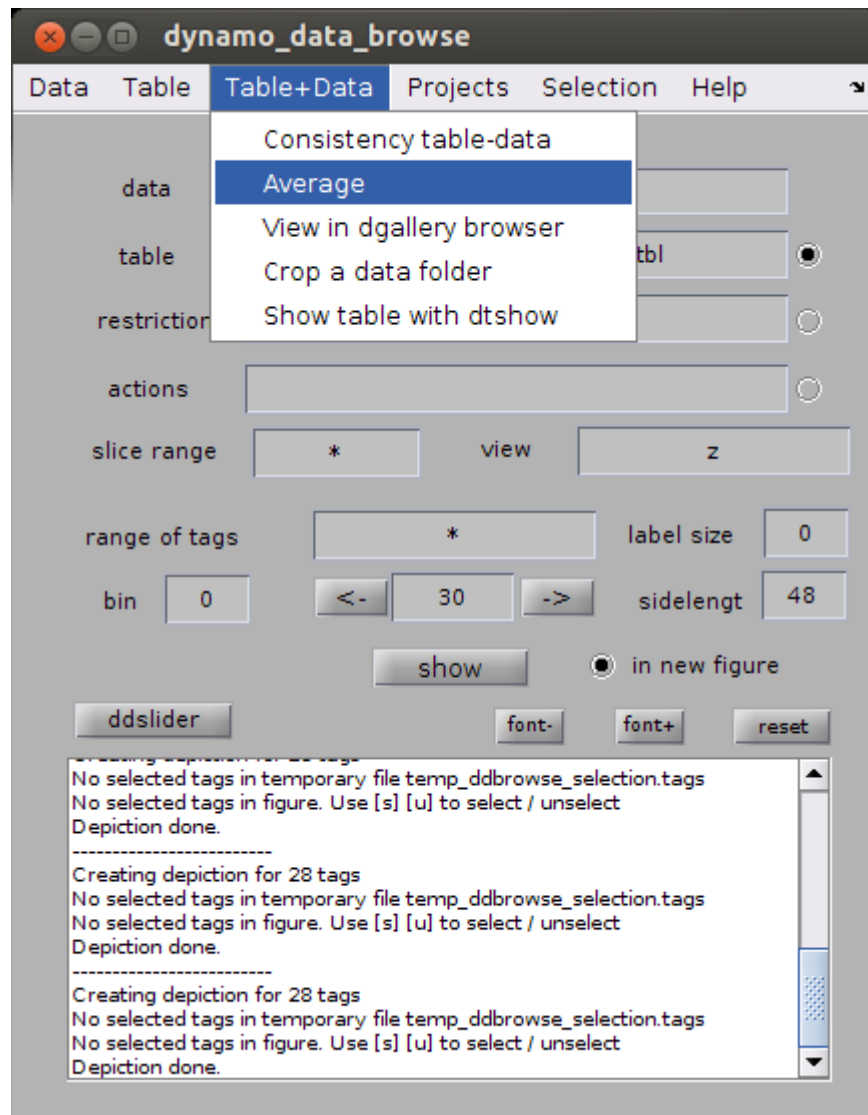 dynamo_data_browse
Data Table Table+Data Projects Selection Help
Consistency table-data
data Average
View in dgallery browser
table tbl
Crop a data folder
restriction Show table with dtshow
actions
slice range * view z
range of tags * label size 0
bin 0 <- 30 -> sidelengt 48
show in new figure
ddslider font- font+ reset
Creating depiction for 28 tags
No selected tags in temporary file temp_ddbrowse_selection.tags
No selected tags in figure. Use [s] [u] to select / unselect
Depiction done.
-------------------------
Creating depiction for 28 tags
No selected tags in temporary file temp_ddbrowse_selection.tags
No selected tags in figure. Use [s] [u] to select / unselect
Depiction done.
-------------------------
Creating depiction for 28 tags
No selected tags in temporary file temp_ddbrowse_selection.tags
No selected tags in figure. Use [s] [u] to select / unselect
Depiction done.